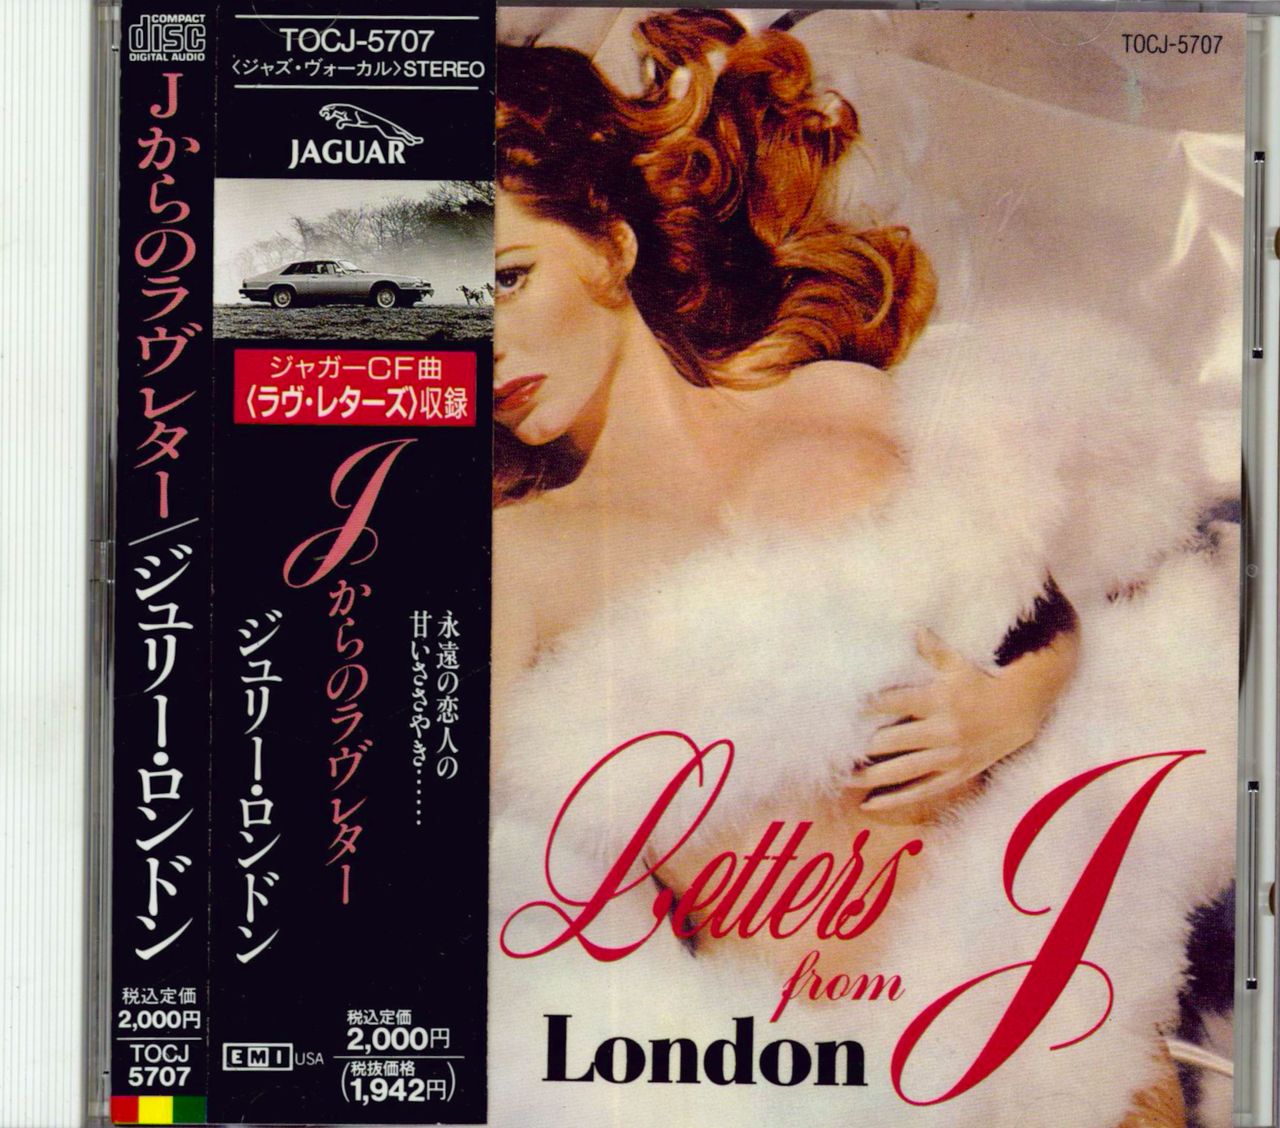 COMPACT
disc
DIGITAL AUDIO
Jからのラヴレター/ジュリー・ロンドン
税込定価
2,000円
TOCJ
5707
TOCJ-5707
〈ジャズ・ヴォーカル〉STEREO
JAGUAR
ジャガーCF曲
〈ラヴ・レターズ〉収録
Jからのラヴレター
ジュリー・ロンドン
永遠の恋人の
甘いささやき……
EMI USA
税込定価
2,000円
(税抜価格
1,942円)
TOCJ-5707
Letters
from J
London